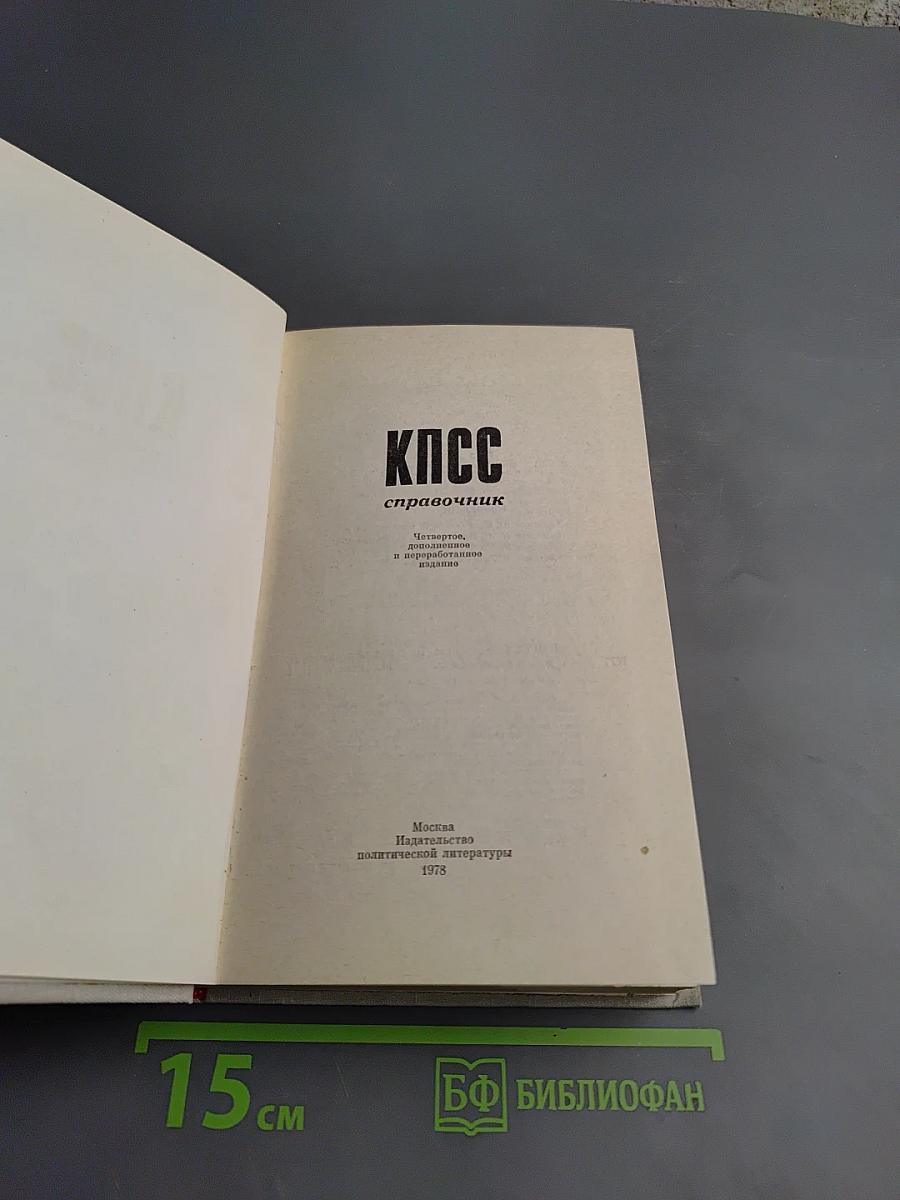 КПСС
справочник
Четвертое,
дополненное
и переработанное
издание
Москва
Издательство
политической литературы
1978
15 см
БФ БИБЛИОФАН